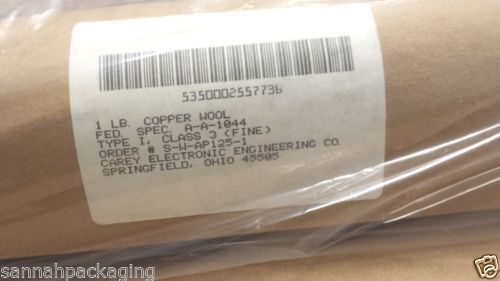 5350002557736
1 LB. COPPER WOOL
FED. SPEC. A-A-1044
TYPE I, CLASS 3 (FINE)
ORDER # S-W-AP125-1
CAREY ELECTRONIC ENGINEERING CO.
SPRINGFIELD, OHIO 45505
sannahpackaging